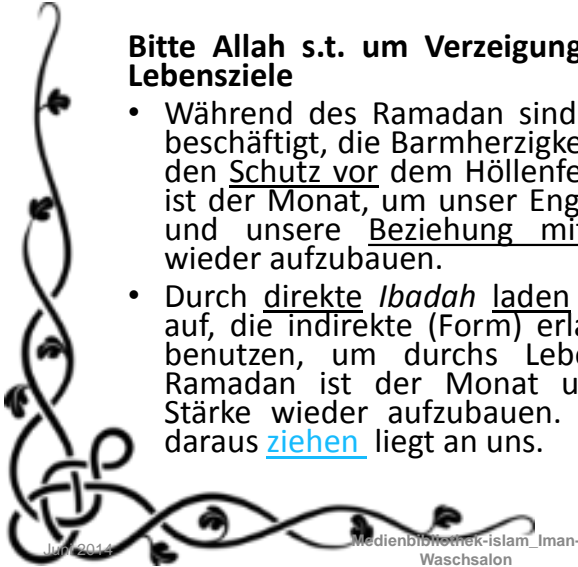 Bitte Allah s.t. um Verzeigung
Lebensziele
• Während des Ramadan sind
beschäftigt, die Barmherzigke
den Schutz vor dem Höllenfe
ist der Monat, um unser Eng
und unsere Beziehung mit
wieder aufzubauen.
• Durch direkte Ibadah laden
auf, die indirekte (Form) erla
benutzen, um durchs Lebe
Ramadan ist der Monat u
Stärke wieder aufzubauen.
daraus ziehen liegt an uns.
Juni 2014
Medienbibliothek-islam_Iman-
Waschsalon